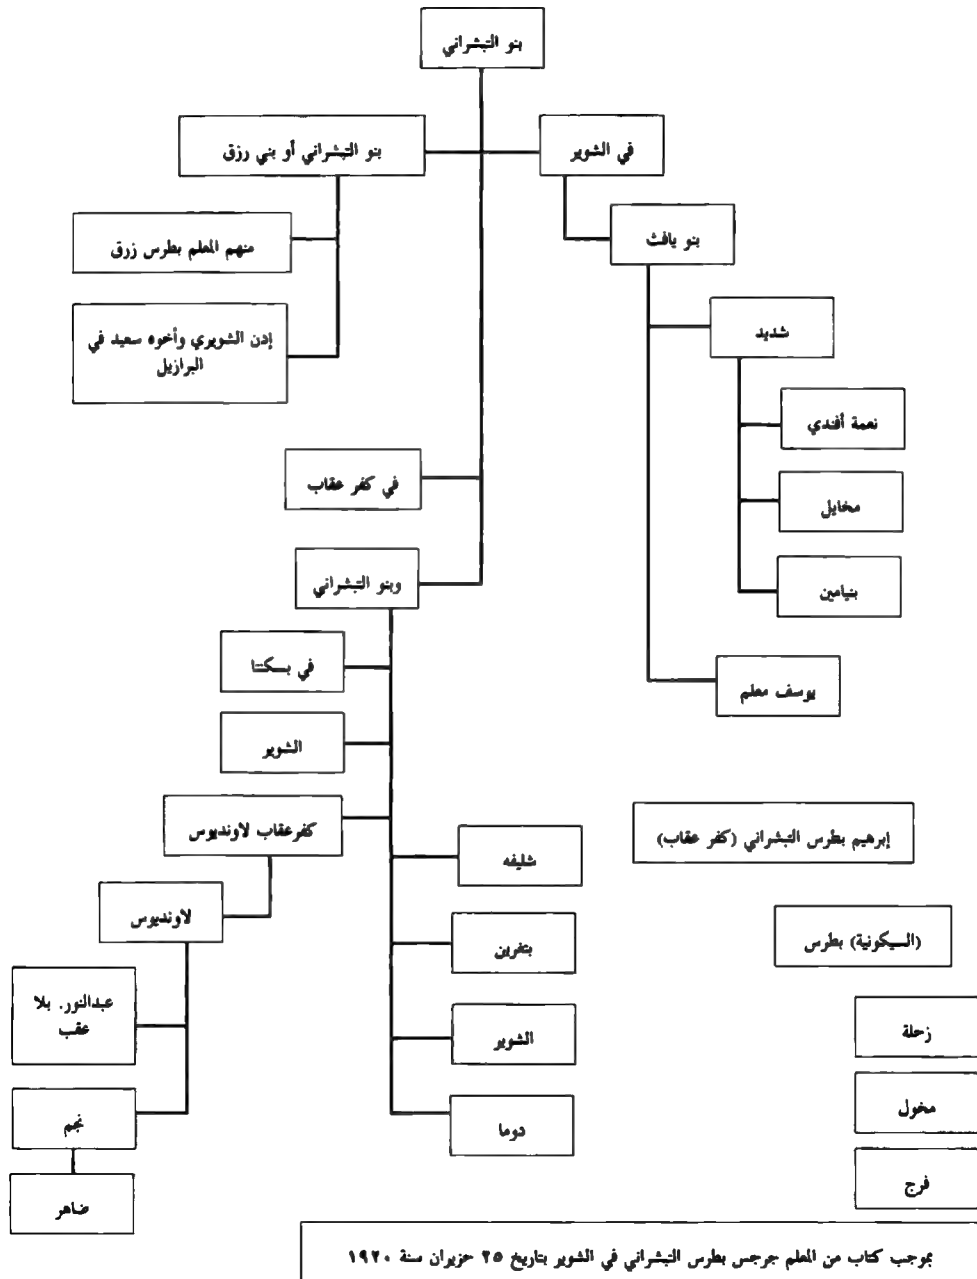 بنو التبشراني
في الشوير
بنو التبشراني أو بني رزق
بنو يافث
منهم المعلم بطرس زرق
شديد
إدن الشويري وأخوه سعيد في
البرازيل
نعمة أفندي
في كفر عقاب
مخايل
وبنو التبشراني
بنيامين
في بسكنتا
يوسف معلم
الشوير
كفرعقاب لاونديوس
إبرهيم بطرس التبشراني (كفر عقاب)
شليفه
لاونديوس
(السيكونية) بطرس
بتغرين
عبدالنور. بلا
عقب
زحلة
الشوير
نجم
مخول
دوما
فرج
ضاهر
بموجب كتاب من المعلم جرجس بطرس التبشراني في الشوير بتاريخ ٢٥ حزيران سنة ١٩٢٠